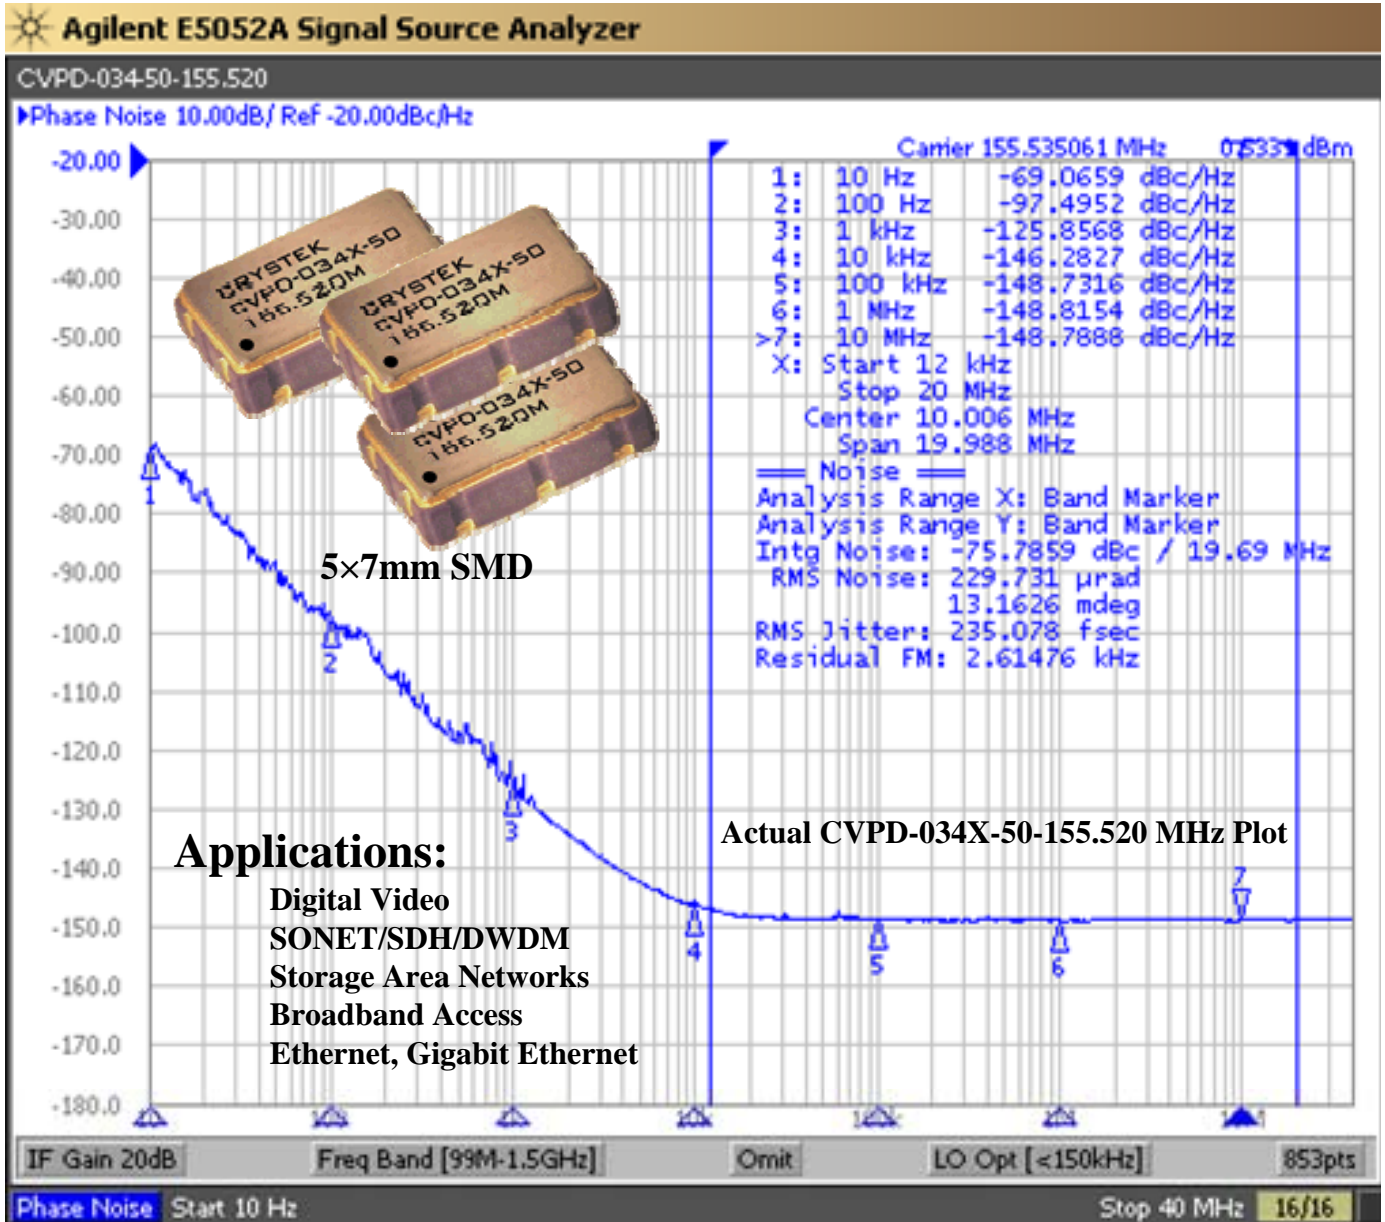 Agilent E5052A Signal Source Analyzer
CVPD-034-50-155.520
Phase Noise 10.00dB/ Ref -20.00dBc/Hz
Carrier 155.535061 MHz dBm
-20.00
-30.00
-40.00
-50.00
-60.00
-70.00
-80.00
-90.00
-100.0
-110.0
-120.0
-130.0
-140.0
-150.0
-160.0
-170.0
-180.0
1: 10 Hz -69.0659 dBc/Hz
2: 100 Hz -97.4952 dBc/Hz
3: 1 kHz -125.8568 dBc/Hz
4: 10 kHz -146.2827 dBc/Hz
5: 100 kHz -148.7316 dBc/Hz
6: 1 MHz -148.8154 dBc/Hz
>7: 10 MHz -148.7888 dBc/Hz
X: Start 12 kHz
Stop 20 MHz
Center 10.006 MHz
Span 19.988 MHz
=== Noise ===
Analysis Range X: Band Marker
Analysis Range Y: Band Marker
Intg Noise: -75.7859 dBc / 19.69 MHz
RMS Noise: 229.731 µrad
13.1626 mdeg
RMS Jitter: 235.078 fsec
Residual FM: 2.61476 kHz
CRYSTEK
CVPD-034X-50
CRYSTEK
CVPD-034X-50
CVPD-034X-50
5×7mm SMD
1
2
3
4
5
6
7
Actual CVPD-034X-50-155.520 MHz Plot
Applications:
Digital Video
SONET/SDH/DWDM
Storage Area Networks
Broadband Access
Ethernet, Gigabit Ethernet
IF Gain 20dB
Freq Band [99M-1.5GHz]
Omit
LO Opt [<150kHz]
853pts
Phase Noise Start 10 Hz
Stop 40 MHz
16/16